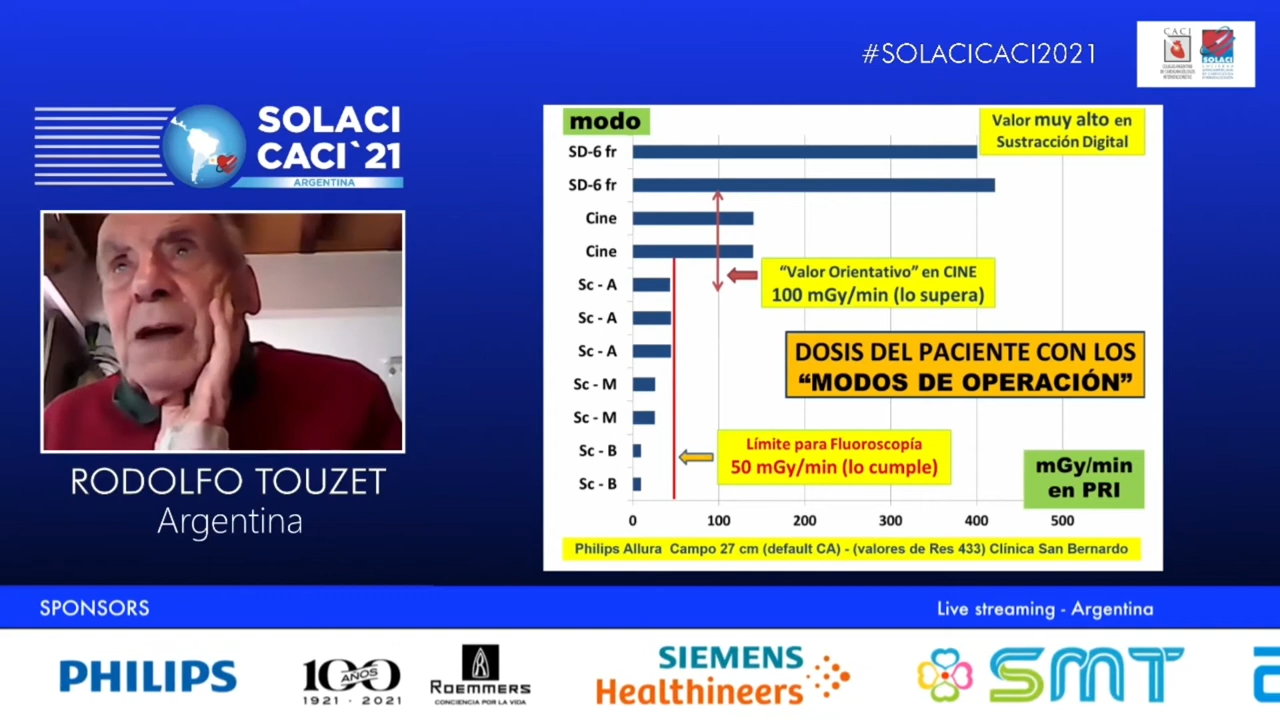 #SOLACICACI2021
CACI
SOLACI
SOLACI
CACI`21
ARGENTINA
RODOLFO TOUZET
Argentina
modo
Valor muy alto en
Sustracción Digital
SD-6 fr
SD-6 fr
Cine
Cine
Sc - A
Sc - A
Sc - A
Sc - M
Sc - M
Sc - B
Sc - B
“Valor Orientativo” en CINE
100 mGy/min (lo supera)
DOSIS DEL PACIENTE CON LOS
“MODOS DE OPERACIÓN”
Límite para Fluoroscopía
50 mGy/min (lo cumple)
mGy/min
en PRI
0 100 200 300 400 500
Philips Allura Campo 27 cm (default CA) - (valores de Res 433) Clínica San Bernardo
SPONSORS
Live streaming - Argentina
PHILIPS
100
AÑOS
1921 · 2021
ROEMMERS
CONCIENCIA POR LA VIDA
SIEMENS
Healthineers
SMT